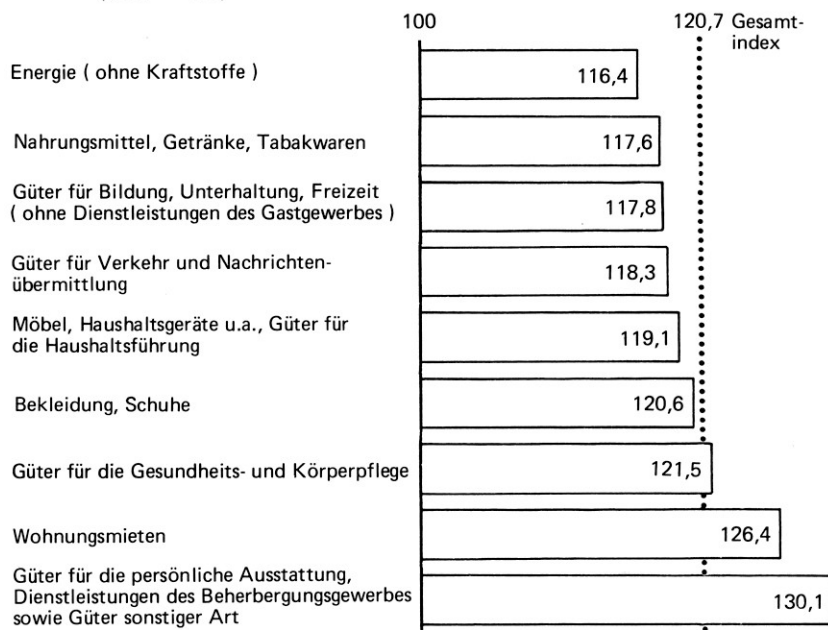 100
120,7 Gesamt-
index
Energie ( ohne Kraftstoffe )
116,4
Nahrungsmittel, Getränke, Tabakwaren
117,6
Güter für Bildung, Unterhaltung, Freizeit
( ohne Dienstleistungen des Gastgewerbes )
117,8
Güter für Verkehr und Nachrichten-
übermittlung
118,3
Möbel, Haushaltsgeräte u.a., Güter für
die Haushaltsführung
119,1
Bekleidung, Schuhe
120,6
Güter für die Gesundheits- und Körperpflege
121,5
Wohnungsmieten
126,4
Güter für die persönliche Ausstattung,
Dienstleistungen des Beherbergungsgewerbes
sowie Güter sonstiger Art
130,1